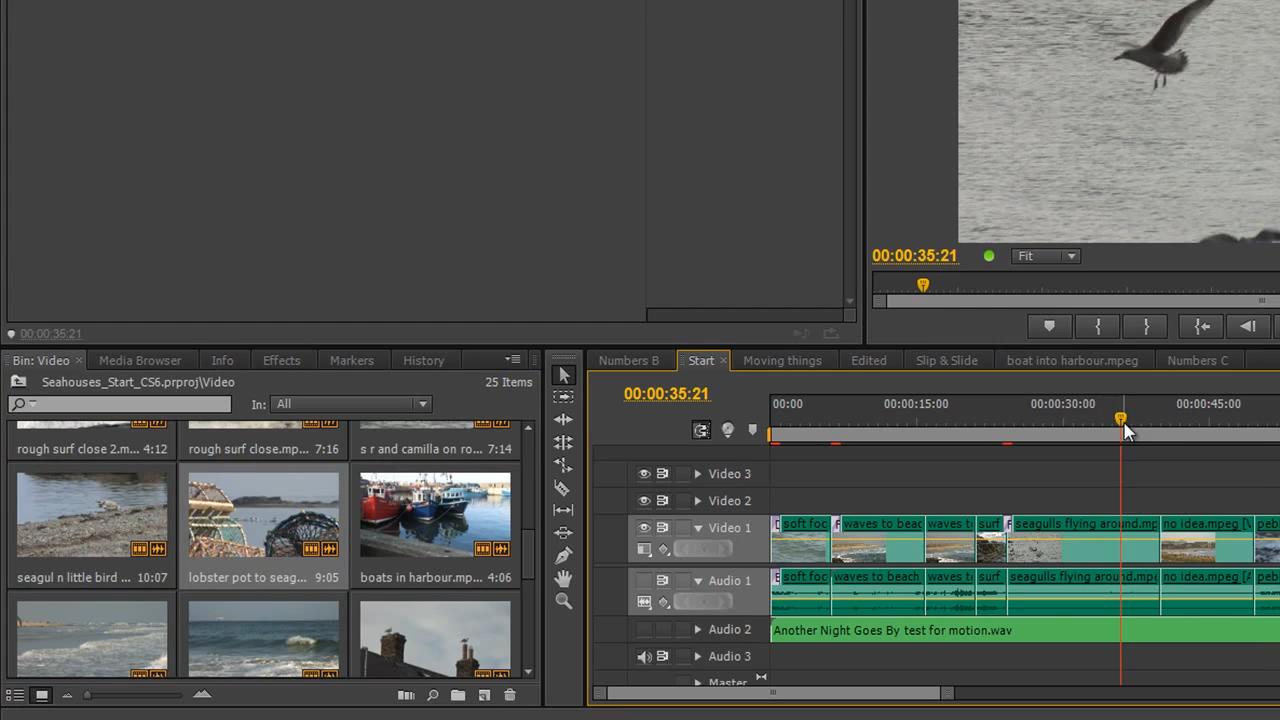 00:00:35:21
Fit
00:00:35:21
Bin: Video
Media Browser
Info
Effects
Markers
History
Seahouses_Start_CS6.prproj\Video
25 Items
In:
All
rough surf close 2.m...
4:12
rough surf close.mp...
7:16
s r and camilla on ro...
7:14
seagul n little bird ...
10:07
lobster pot to seag...
9:05
boats in harbour.mp...
4:06
Numbers B
Start
Moving things
Edited
Slip & Slide
boat into harbour.mpeg
Numbers C
00:00:35:21
00:00
00:00:15:00
00:00:30:00
00:00:45:00
Video 3
Video 2
Video 1
soft foc
waves to beac
waves t
surf
seagulls flying around.mp
no idea.mpeg [V
peb
Audio 1
soft foc
waves to beach
waves t
surf
seagulls flying around.mp
no idea.mpeg [A
peb
Audio 2
Another Night Goes By test for motion.wav
Audio 3
Master